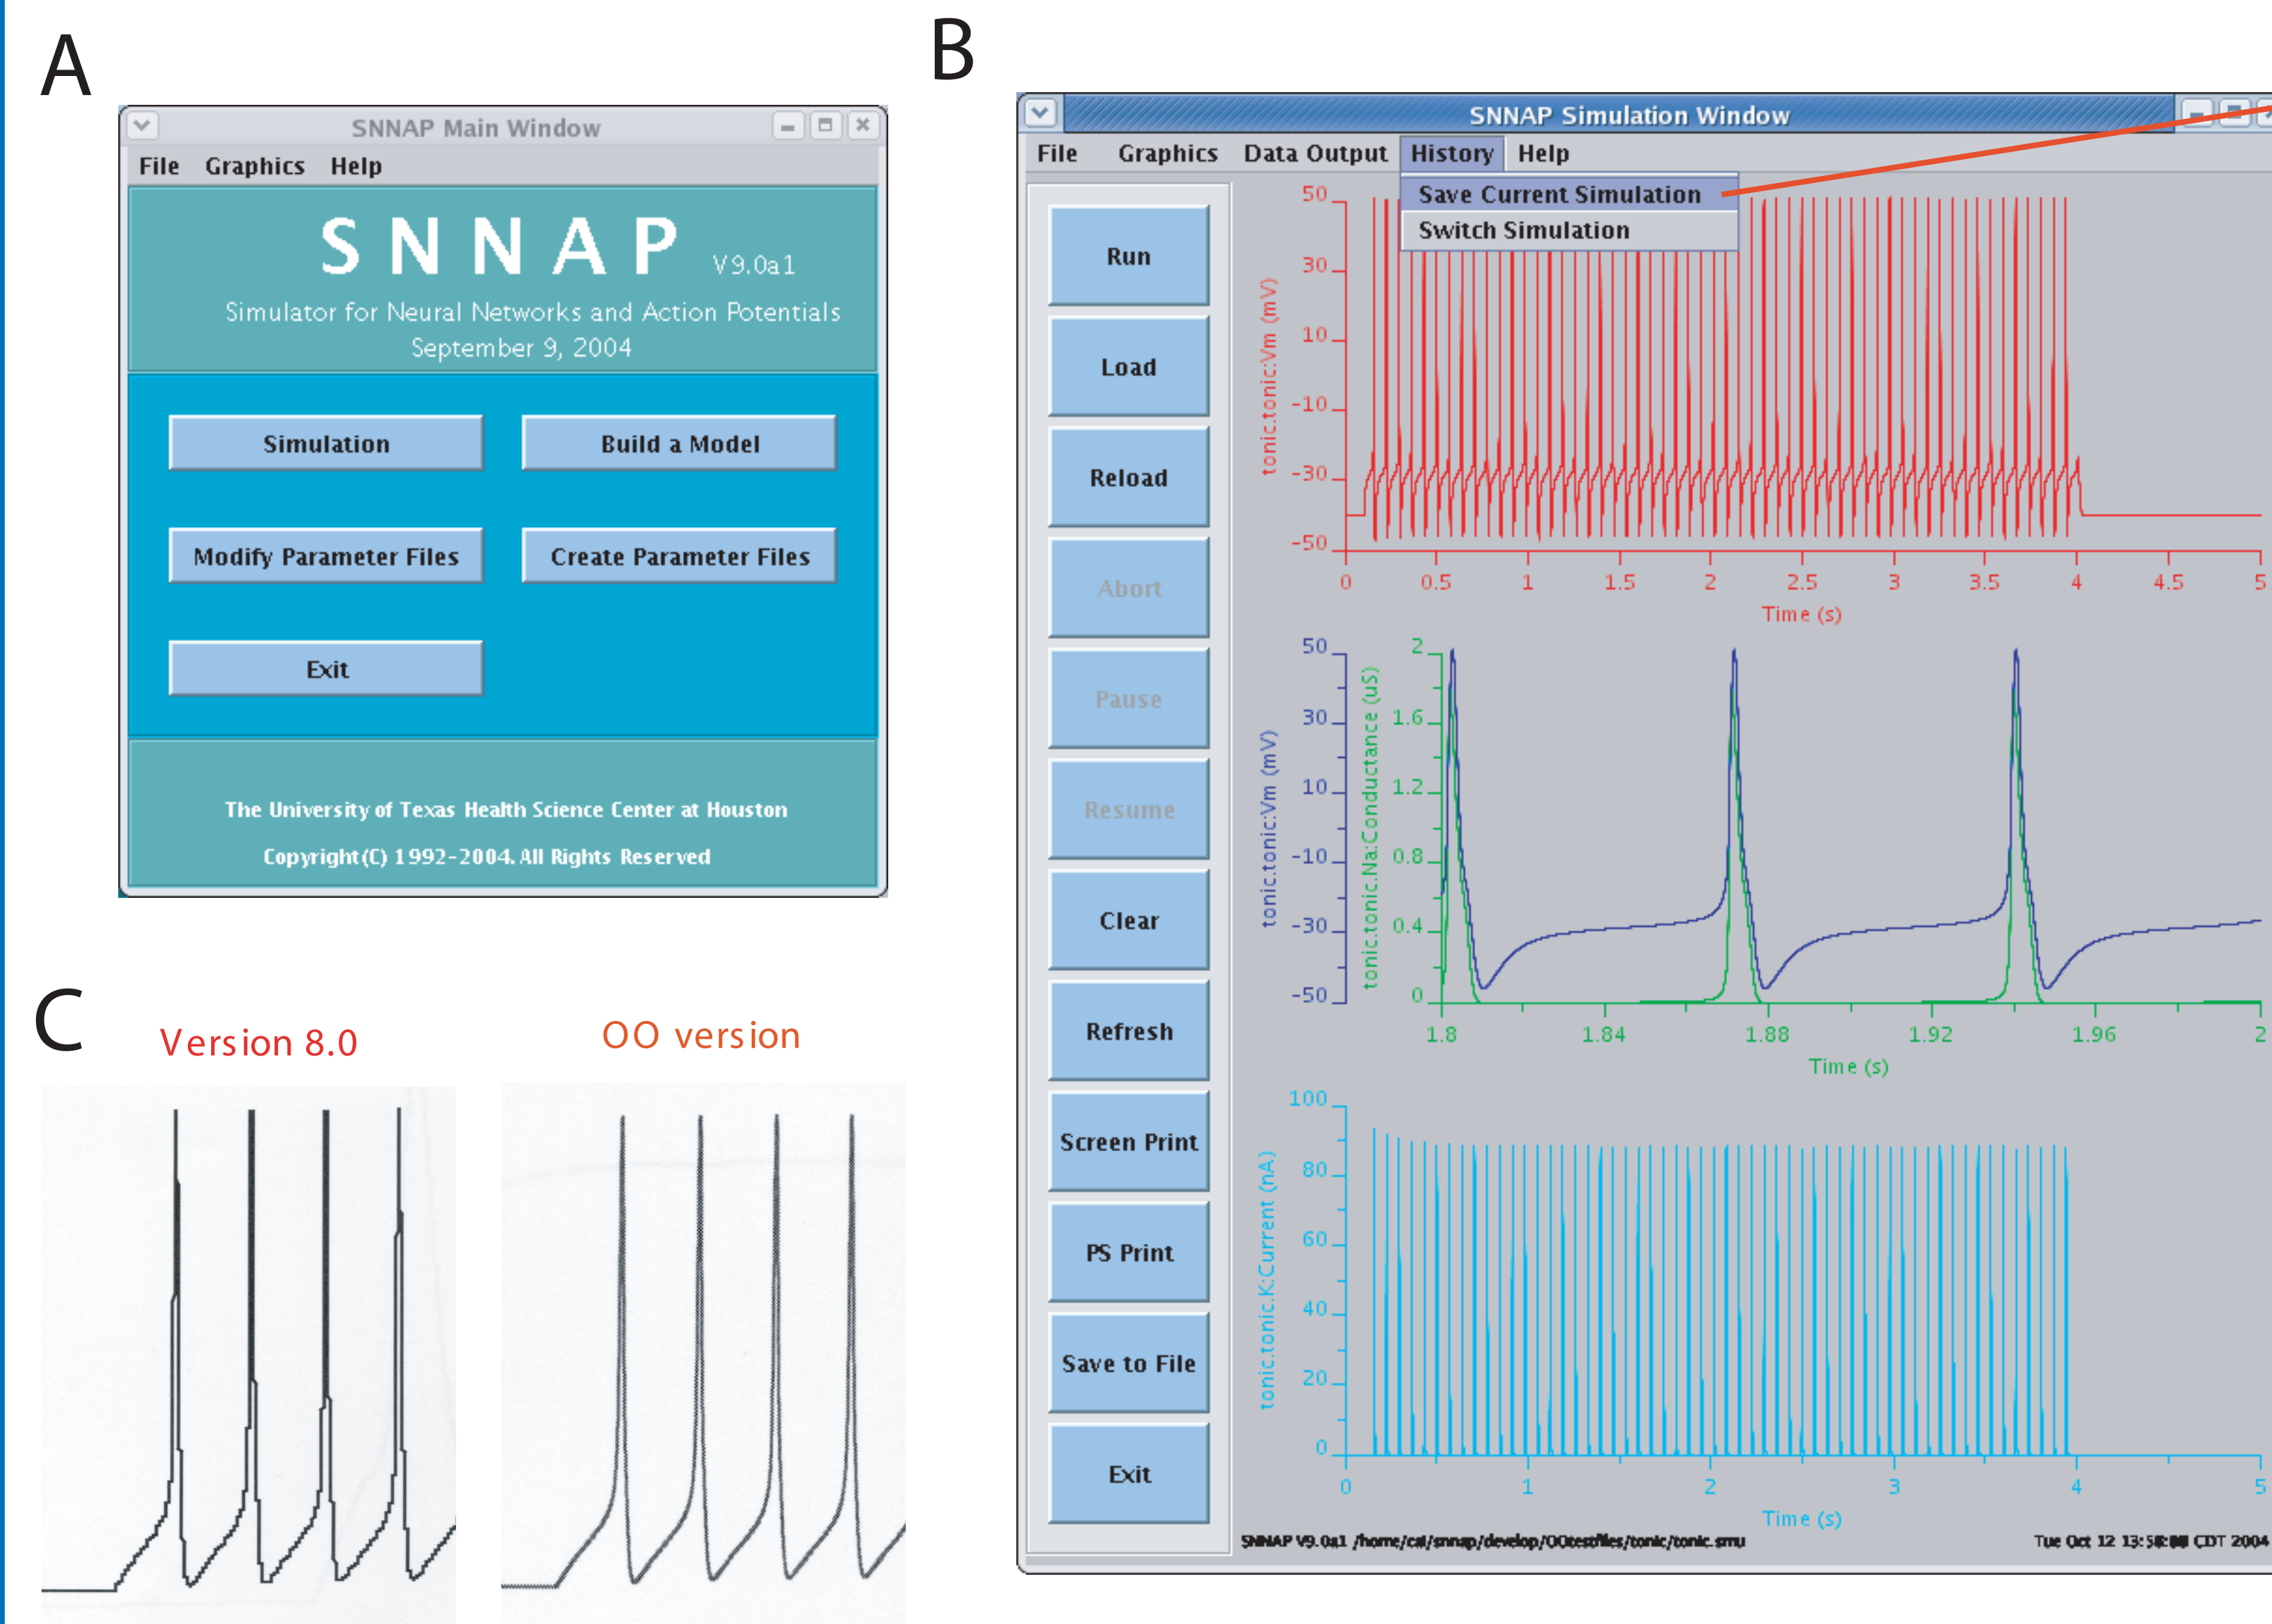 A
SNNAP Main Window
File Graphics Help
S N N A P V9.0a1
Simulator for Neural Networks and Action Potentials
September 9, 2004
Simulation
Build a Model
Modify Parameter Files
Create Parameter Files
Exit
The University of Texas Health Science Center at Houston
Copyright(C) 1992-2004. All Rights Reserved
B
SNNAP Simulation Window
File Graphics Data Output History Help
Save Current Simulation
Switch Simulation
Run
Load
Reload
Abort
Pause
Resume
Clear
Refresh
Screen Print
PS Print
Save to File
Exit
tonic.tonic:Vm (mV)
50
30
10
-10
-30
-50
0 0.5 1 1.5 2 2.5 3 3.5 4 4.5 5
Time (s)
tonic.tonic:Vm (mV)
50
30
10
-10
-30
-50
tonic.tonic.Na:Conductance (uS)
2
1.6
1.2
0.8
0.4
0
1.8 1.84 1.88 1.92 1.96 2
Time (s)
tonic.tonic.K:Current (nA)
100
80
60
40
20
0
0 1 2 3 4 5
Time (s)
SNNAP V9.0a1 /home/cal/snnap/develop/OOtestfiles/tonic/tonic.smu
Tue Oct 12 CDT 2004
C
Version 8.0
OO version